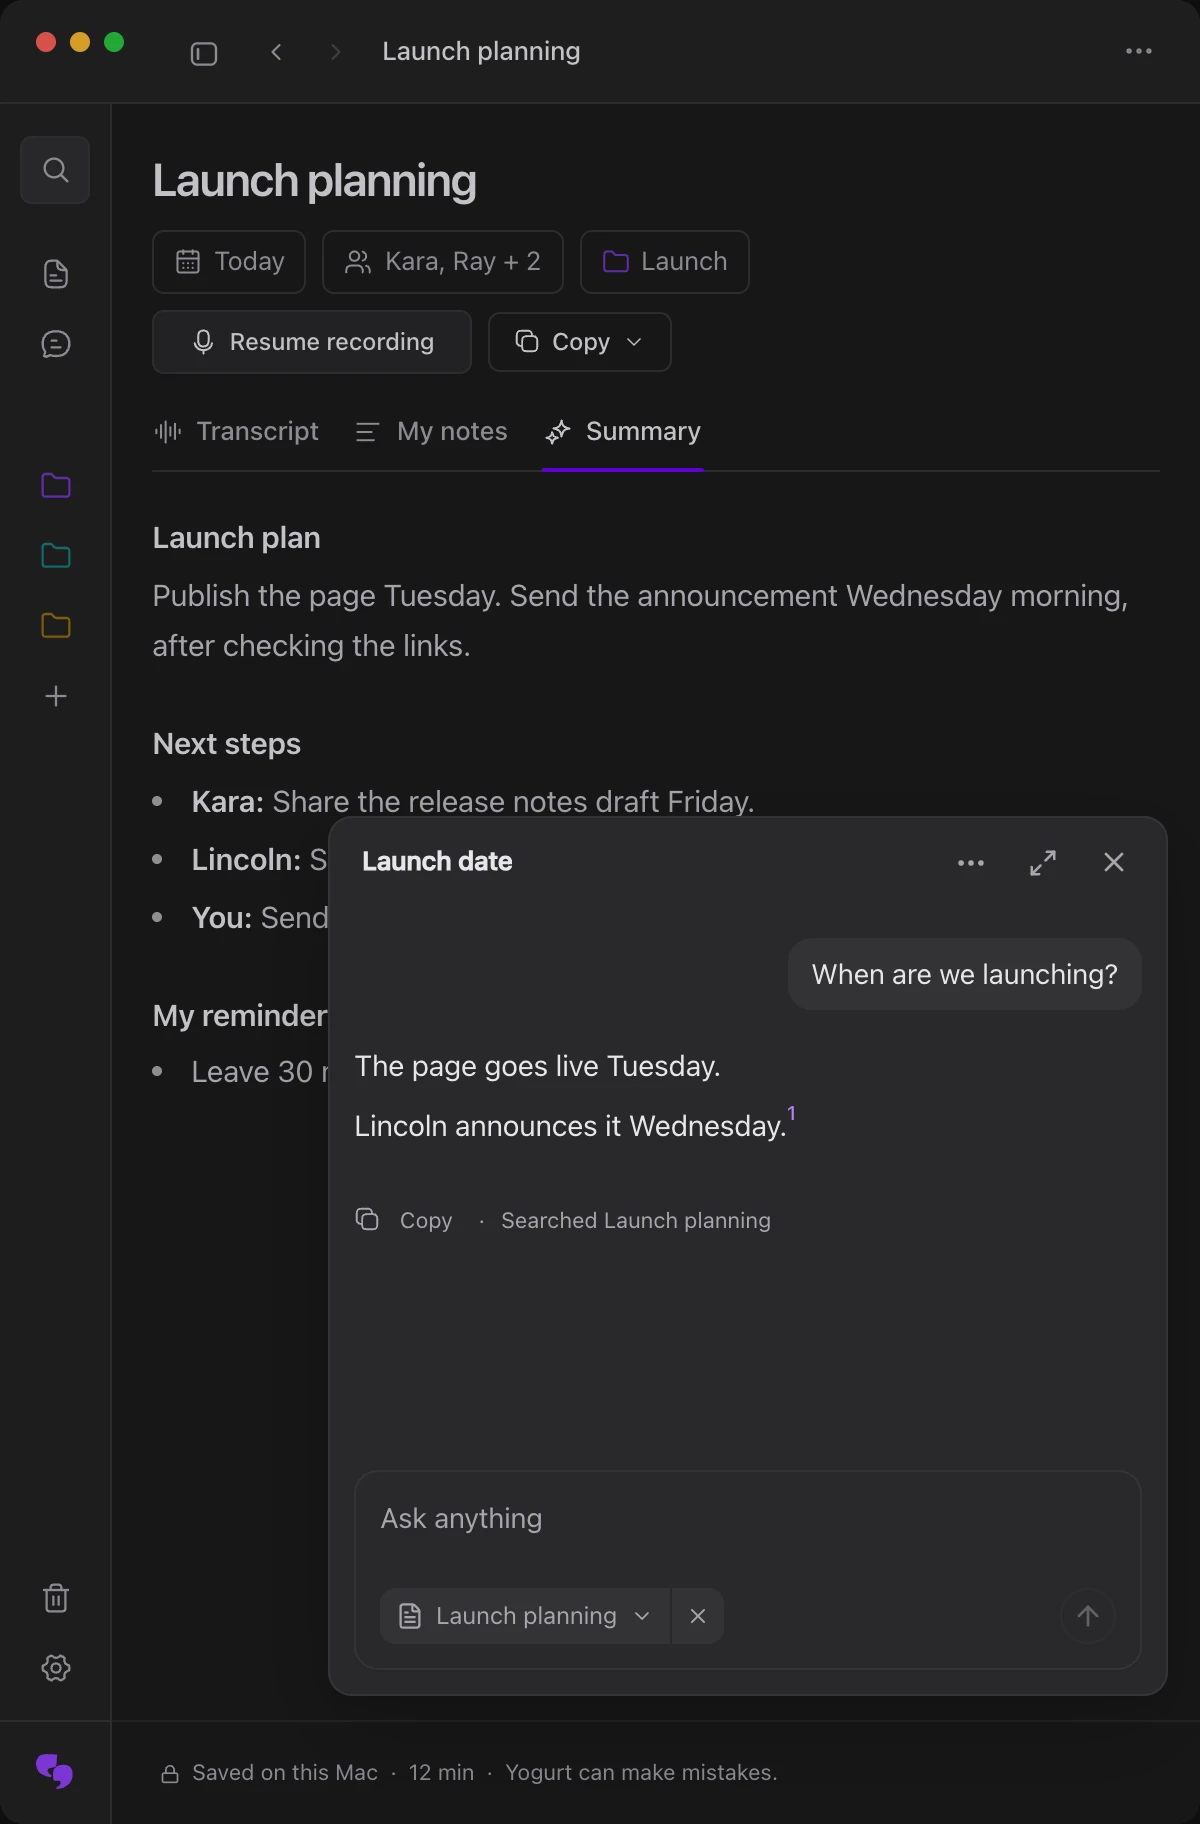 Launch planning
Launch planning
Today
Kara, Ray + 2
Launch
Resume recording
Copy
Transcript
My notes
Summary
Launch plan
Publish the page Tuesday. Send the announcement Wednesday morning,
after checking the links.
Next steps
Kara: Share the release notes draft Friday.
Lincoln: S
You: Send
My reminder
Leave 30
Launch date
When are we launching?
The page goes live Tuesday.
Lincoln announces it Wednesday.1
Copy · Searched Launch planning
Ask anything
Launch planning
Saved on this Mac · 12 min · Yogurt can make mistakes.